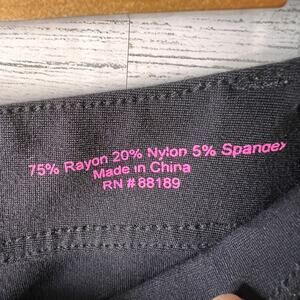 75% Rayon 20% Nylon 5% Spandex
Made in China
RN # 88189